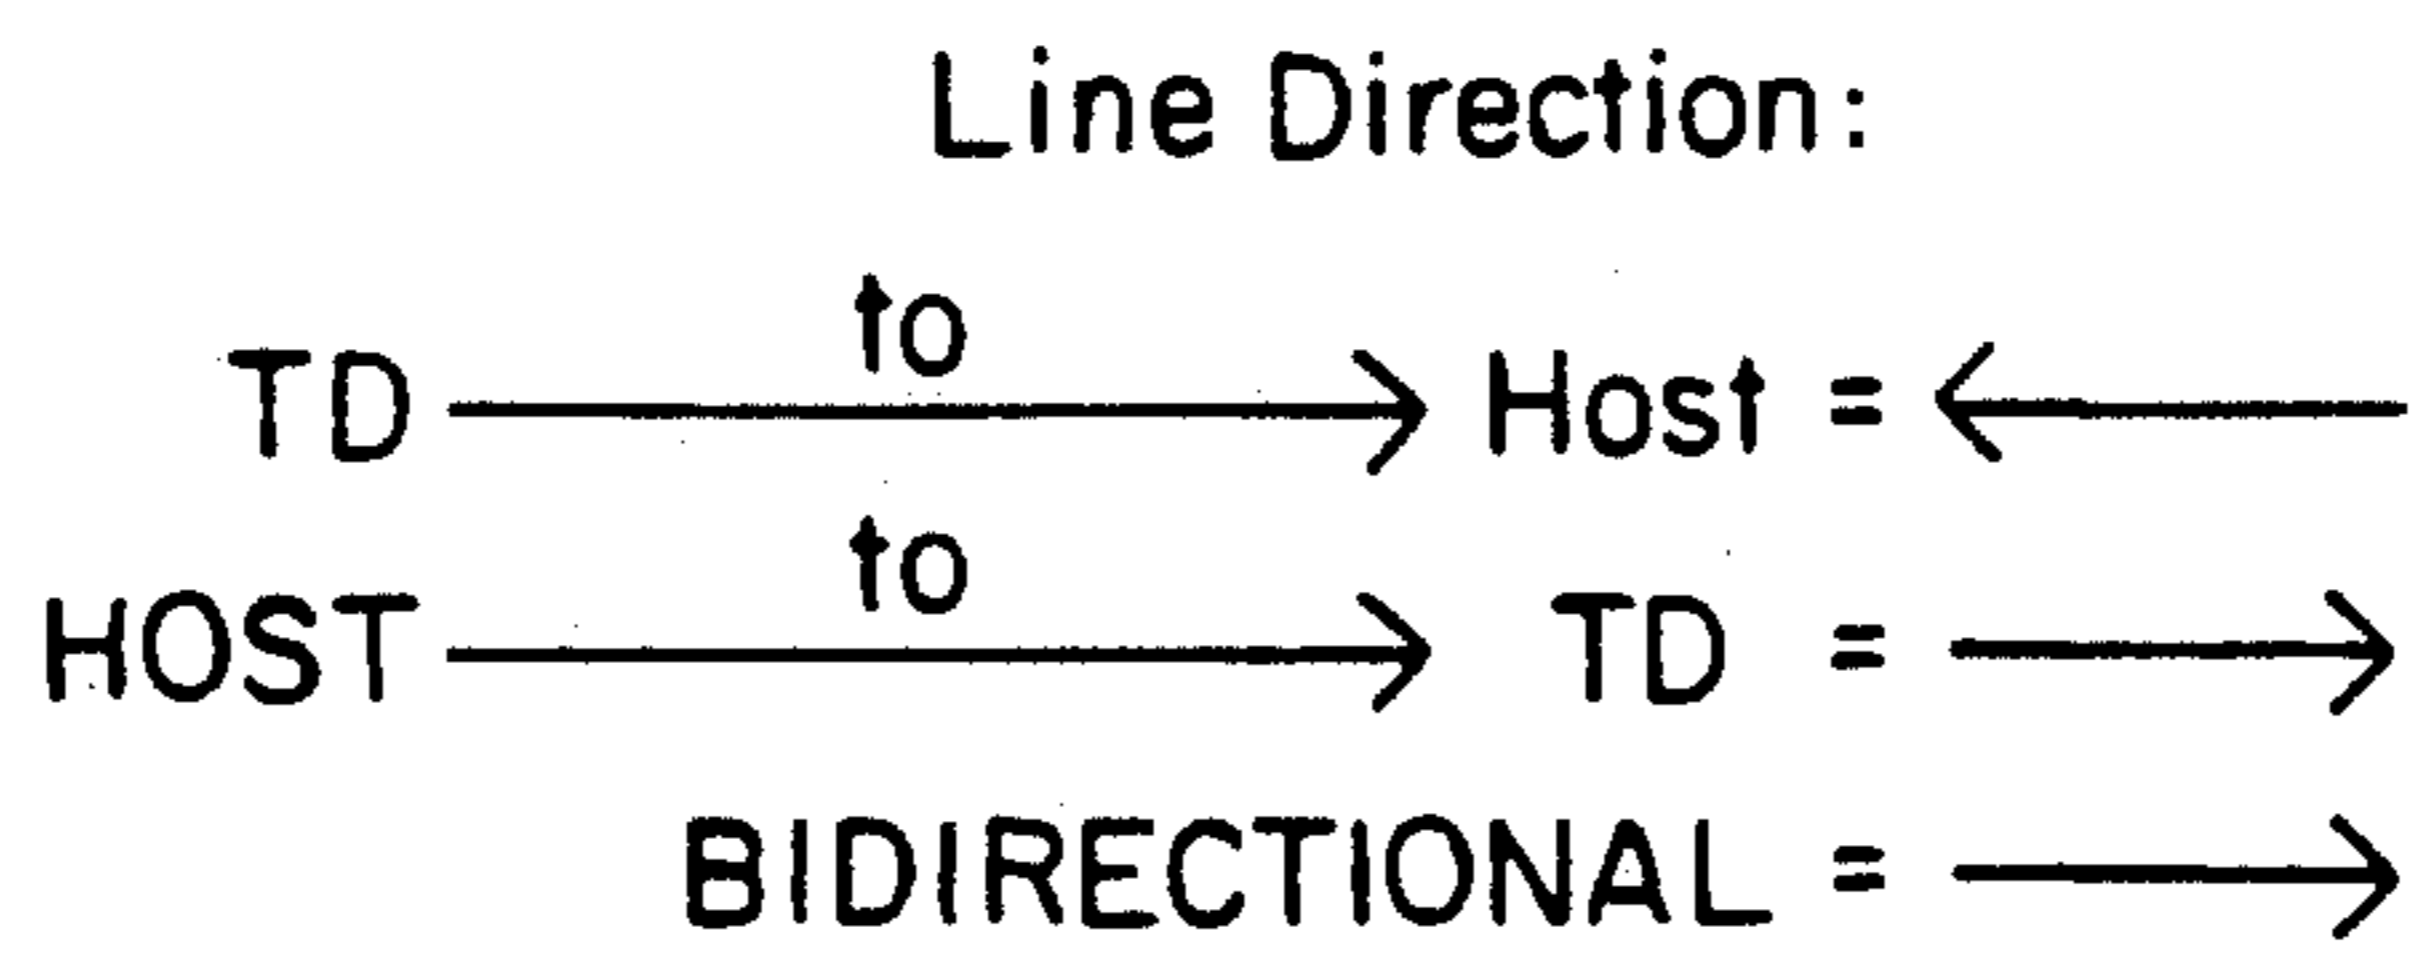 Line Direction:
TD to Host =
HOST to TD =
BIDIRECTIONAL =